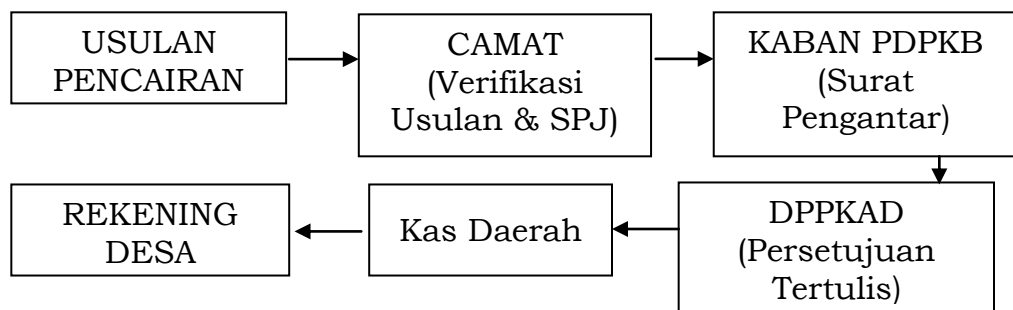 USULAN
PENCAIRAN
CAMAT
(Verifikasi
Usulan & SPJ)
KABAN PDPKB
(Surat
Pengantar)
DPPKAD
(Persetujuan
Tertulis)
Kas Daerah
REKENING
DESA